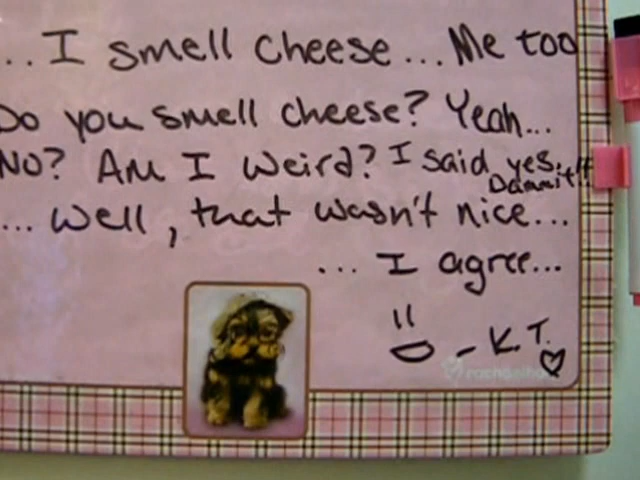 ...I smell cheese...Me too
Do you smell cheese? Yeah...
No? Am I weird? I said yes,
Dammit!!
...well, that wasn't nice...
...I agree...
- K.T.